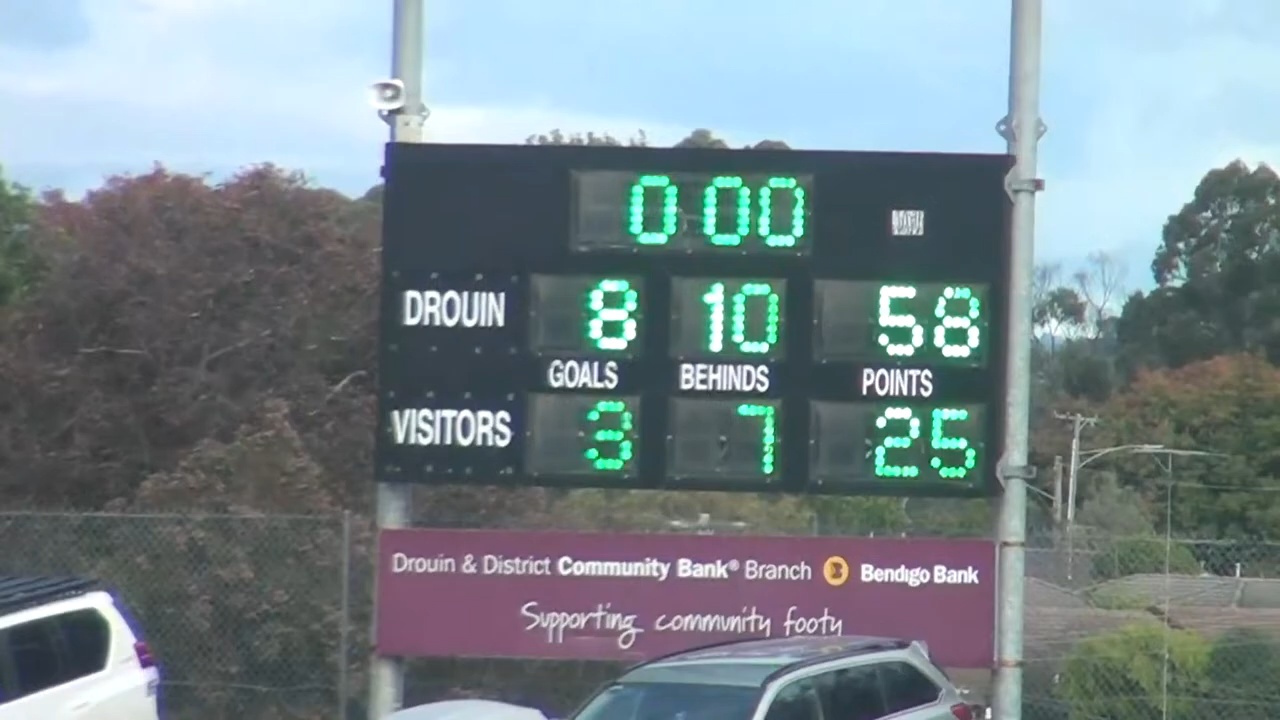 0:00
DROUIN 8 10 58
GOALS BEHINDS POINTS
VISITORS 3 7 25
Drouin & District Community Bank® Branch Bendigo Bank
Supporting community footy